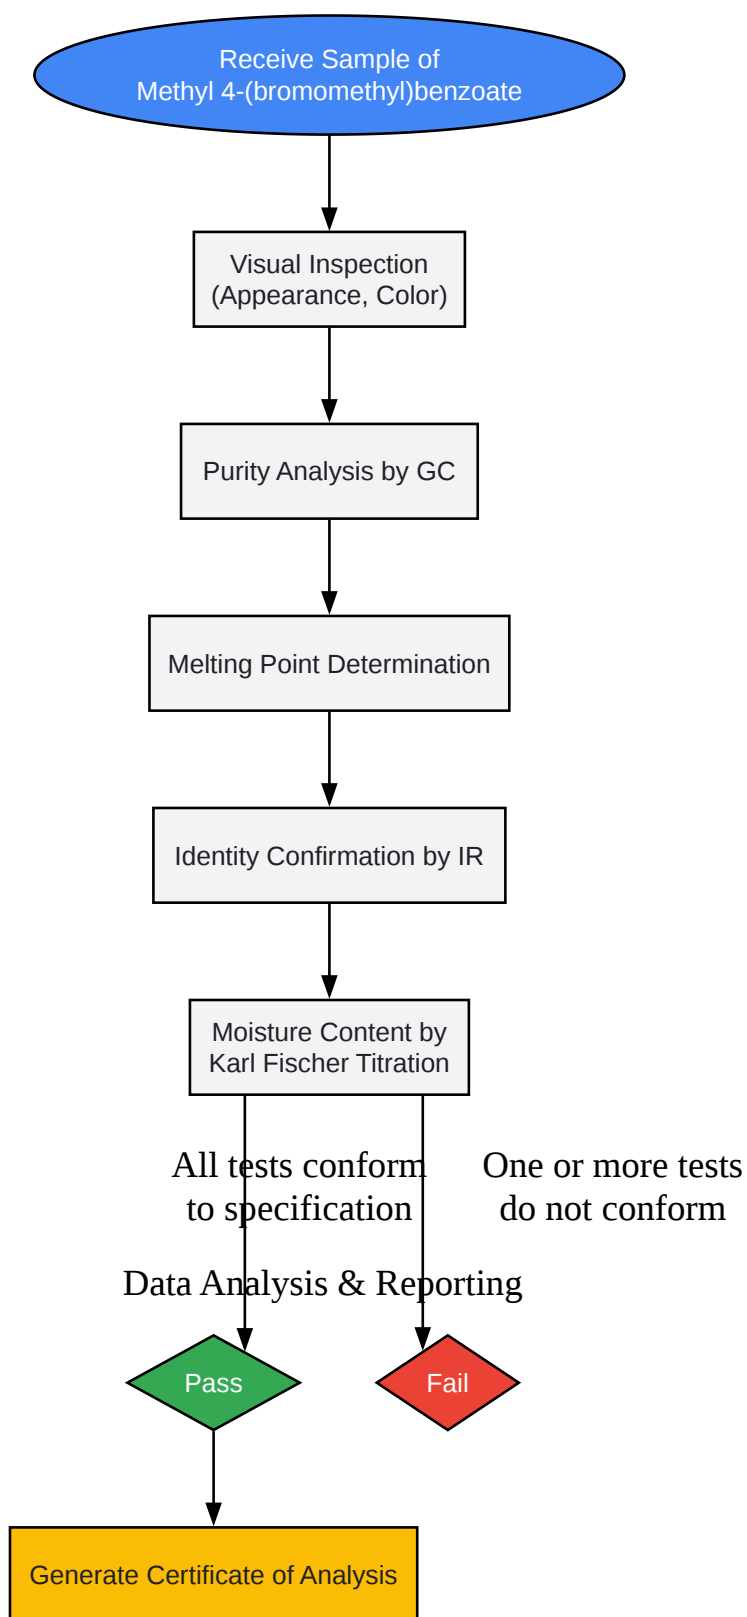 Receive Sample of
Methyl 4-(bromomethyl)benzoate
Visual Inspection
(Appearance, Color)
Purity Analysis by GC
Melting Point Determination
Identity Confirmation by IR
Moisture Content by
Karl Fischer Titration
All tests conform
to specification
One or more tests
do not conform
Data Analysis & Reporting
Pass
Fail
Generate Certificate of Analysis